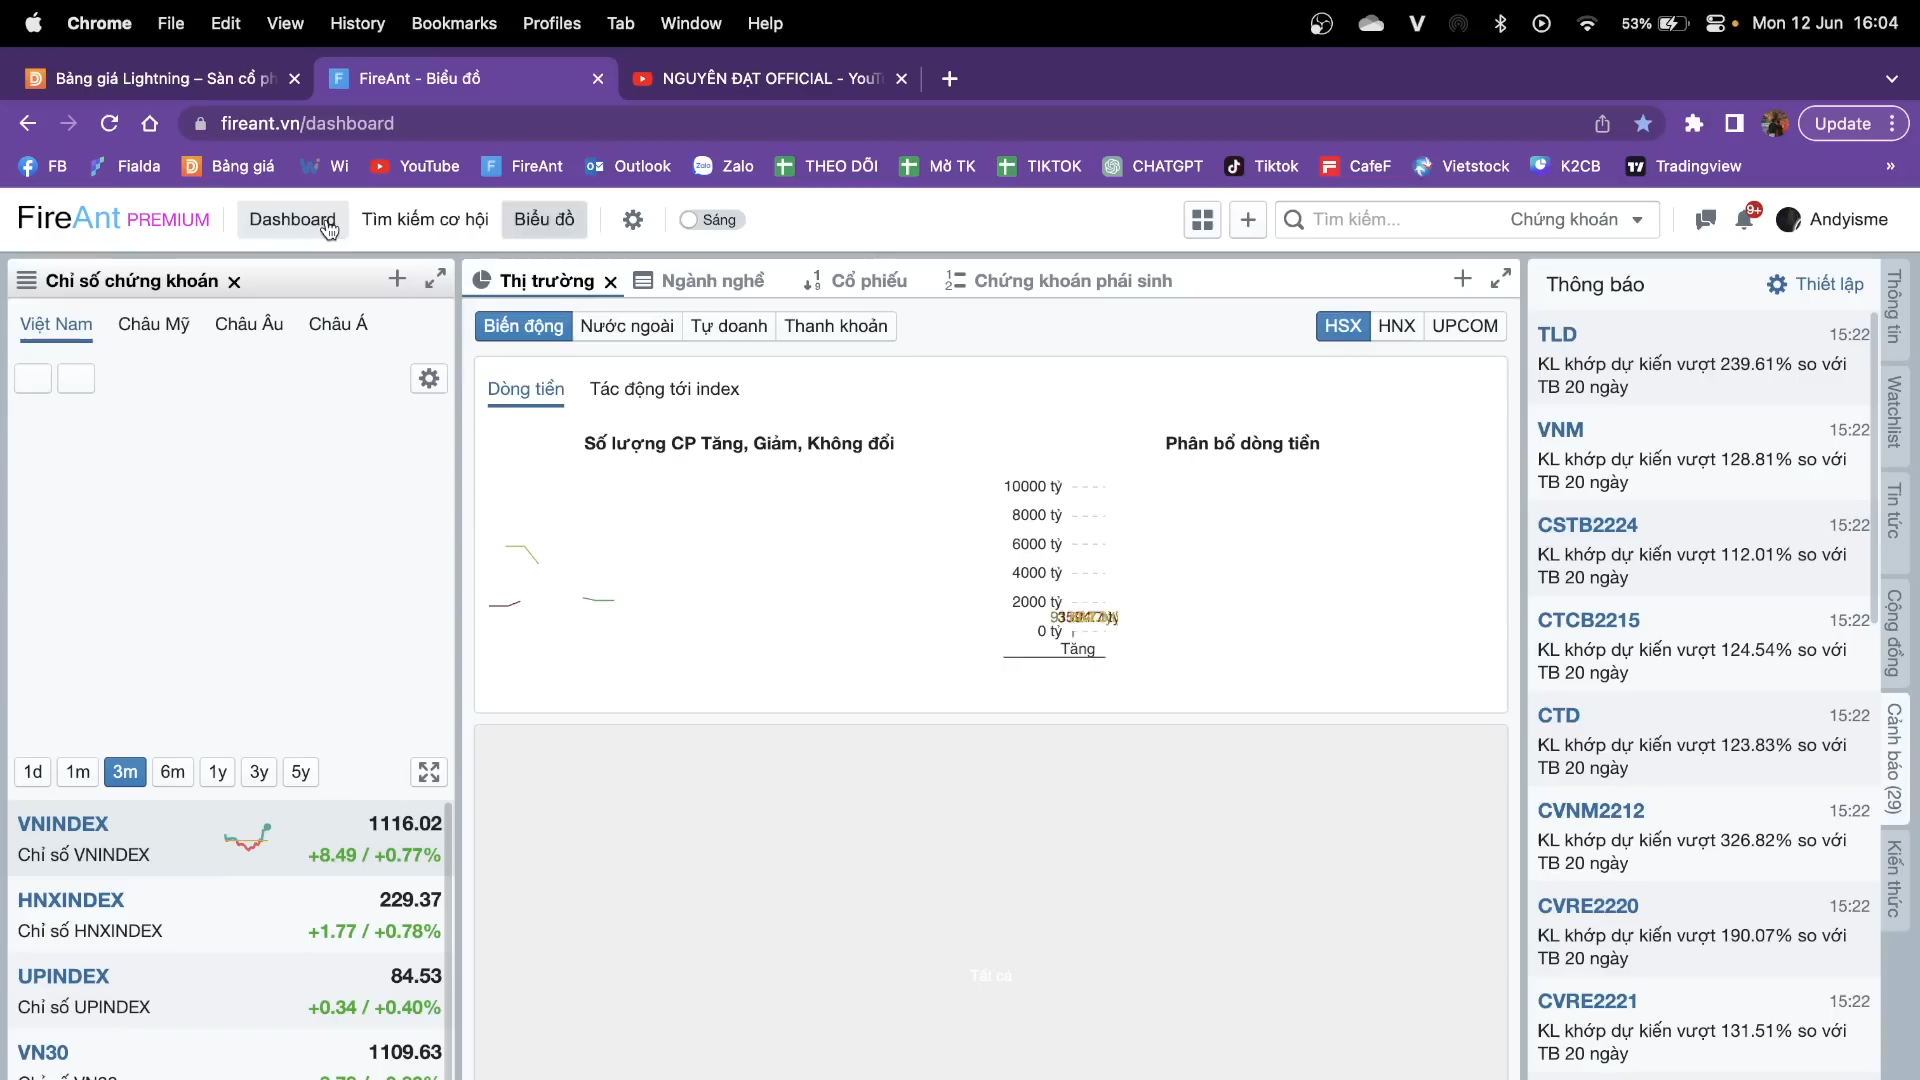 Chrome File Edit View History Bookmarks Profiles Tab Window Help 53% Mon 12 Jun 16:04
Bảng giá Lightning – Sàn cổ ph
FireAnt - Biểu đồ
NGUYÊN ĐẠT OFFICIAL - YouTu
fireant.vn/dashboard
Update
FB Fialda Bảng giá Wi YouTube FireAnt Outlook Zalo THEO DÕI Mở TK TIKTOK CHATGPT Tiktok CafeF Vietstock K2CB Tradingview »
FireAnt PREMIUM Dashboard Tìm kiếm cơ hội Biểu đồ Sáng Tìm kiếm... Chứng khoán 9+ Andyisme
Chỉ số chứng khoán
Việt Nam Châu Mỹ Châu Âu Châu Á
1d 1m 3m 6m 1y 3y 5y
VNINDEX 1116.02
Chỉ số VNINDEX +8.49 / +0.77%
HNXINDEX 229.37
Chỉ số HNXINDEX +1.77 / +0.78%
UPINDEX 84.53
Chỉ số UPINDEX +0.34 / +0.40%
VN30 1109.63
Thị trường Ngành nghề Cổ phiếu Chứng khoán phái sinh
Biến động Nước ngoài Tự doanh Thanh khoản HSX HNX UPCOM
Dòng tiền Tác động tới index
Số lượng CP Tăng, Giảm, Không đổi
Phân bổ dòng tiền
10000 tỷ
8000 tỷ
6000 tỷ
4000 tỷ
2000 tỷ
0 tỷ
Tăng
Tất cả
Thông báo Thiết lập
TLD 15:22
KL khớp dự kiến vượt 239.61% so với
TB 20 ngày
VNM 15:22
KL khớp dự kiến vượt 128.81% so với
TB 20 ngày
CSTB2224 15:22
KL khớp dự kiến vượt 112.01% so với
TB 20 ngày
CTCB2215 15:22
KL khớp dự kiến vượt 124.54% so với
TB 20 ngày
CTD 15:22
KL khớp dự kiến vượt 123.83% so với
TB 20 ngày
CVNM2212 15:22
KL khớp dự kiến vượt 326.82% so với
TB 20 ngày
CVRE2220 15:22
KL khớp dự kiến vượt 190.07% so với
TB 20 ngày
CVRE2221 15:22
KL khớp dự kiến vượt 131.51% so với
TB 20 ngày
Thông tin
Watchlist
Tin tức
Cộng đồng
Cảnh báo (29)
Kiến thức